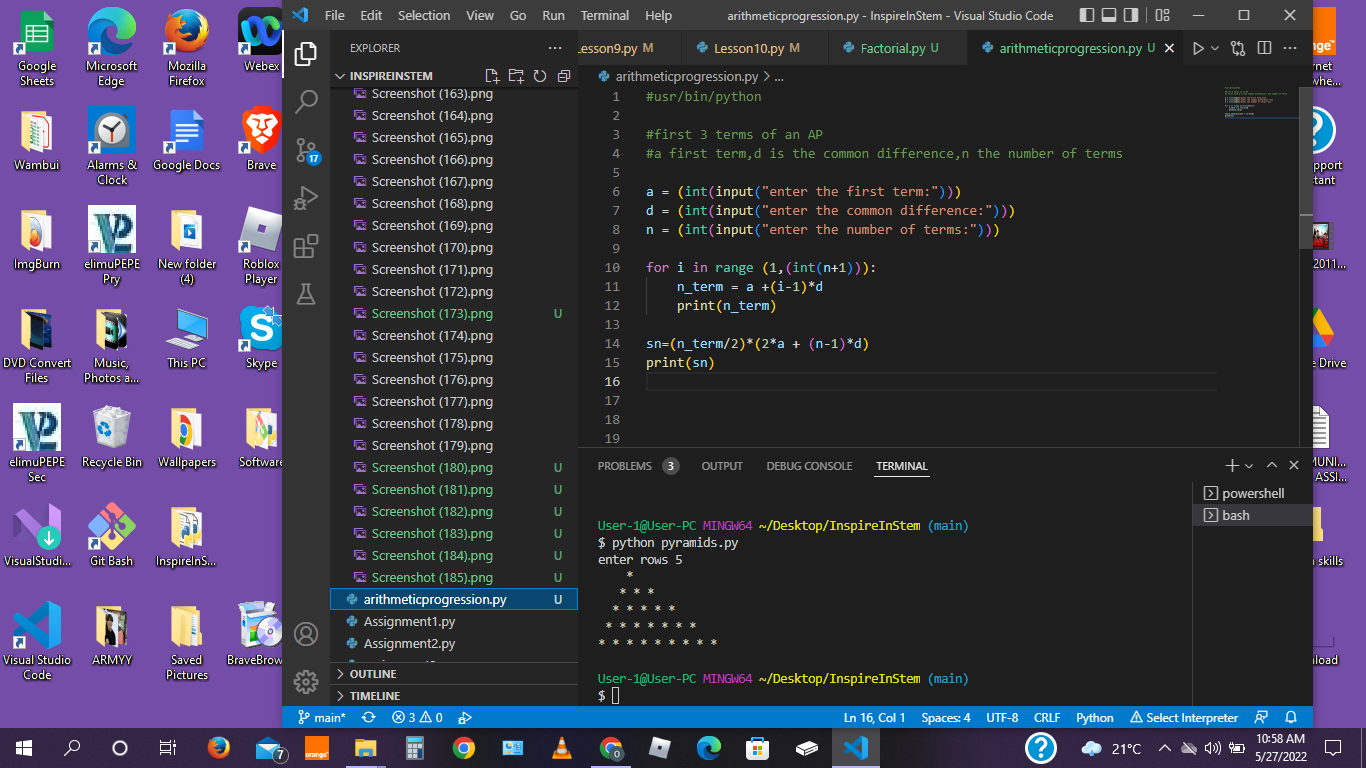 File Edit Selection View Go Run Terminal Help
arithmeticprogression.py - InspireInStem - Visual Studio Code
Google Sheets
Microsoft Edge
Mozilla Firefox
Webex
Wambui
Alarms & Clock
Google Docs
Brave
ImgBurn
elimuPEPE Pry
New folder (4)
Roblox Player
DVD Convert Files
Music, Photos a...
This PC
Skype
elimuPEPE Sec
Recycle Bin
Wallpapers
Software
VisualStudi...
Git Bash
InspireInS...
Visual Studio Code
ARMYY
Saved Pictures
BraveBrow
EXPLORER
INSPIREINSTEM
Screenshot (163).png
Screenshot (164).png
Screenshot (165).png
Screenshot (166).png
Screenshot (167).png
Screenshot (168).png
Screenshot (169).png
Screenshot (170).png
Screenshot (171).png
Screenshot (172).png
Screenshot (173).png U
Screenshot (174).png
Screenshot (175).png
Screenshot (176).png
Screenshot (177).png
Screenshot (178).png
Screenshot (179).png
Screenshot (180).png U
Screenshot (181).png U
Screenshot (182).png U
Screenshot (183).png U
Screenshot (184).png U
Screenshot (185).png U
arithmeticprogression.py U
Assignment1.py
Assignment2.py
OUTLINE
TIMELINE
17
Lesson9.py M
Lesson10.py M
Factorial.py U
arithmeticprogression.py U
arithmeticprogression.py > ...
1 #usr/bin/python
2
3 #first 3 terms of an AP
4 #a first term,d is the common difference,n the number of terms
5
6 a = (int(input("enter the first term:")))
7 d = (int(input("enter the common difference:")))
8 n = (int(input("enter the number of terms:")))
9
10 for i in range (1,(int(n+1))):
11 n_term = a +(i-1)*d
12 print(n_term)
13
14 sn=(n_term/2)*(2*a + (n-1)*d)
15 print(sn)
16
17
18
19
PROBLEMS 3 OUTPUT DEBUG CONSOLE TERMINAL
powershell
bash
User-1@User-PC MINGW64 ~/Desktop/InspireInStem (main)
$ python pyramids.py
enter rows 5
*
* * *
* * * * *
* * * * * * *
* * * * * * * * *
User-1@User-PC MINGW64 ~/Desktop/InspireInStem (main)
$
main* 3 0
Ln 16, Col 1 Spaces: 4 UTF-8 CRLF Python Select Interpreter
7
orange
21°C
10:58 AM
5/27/2022